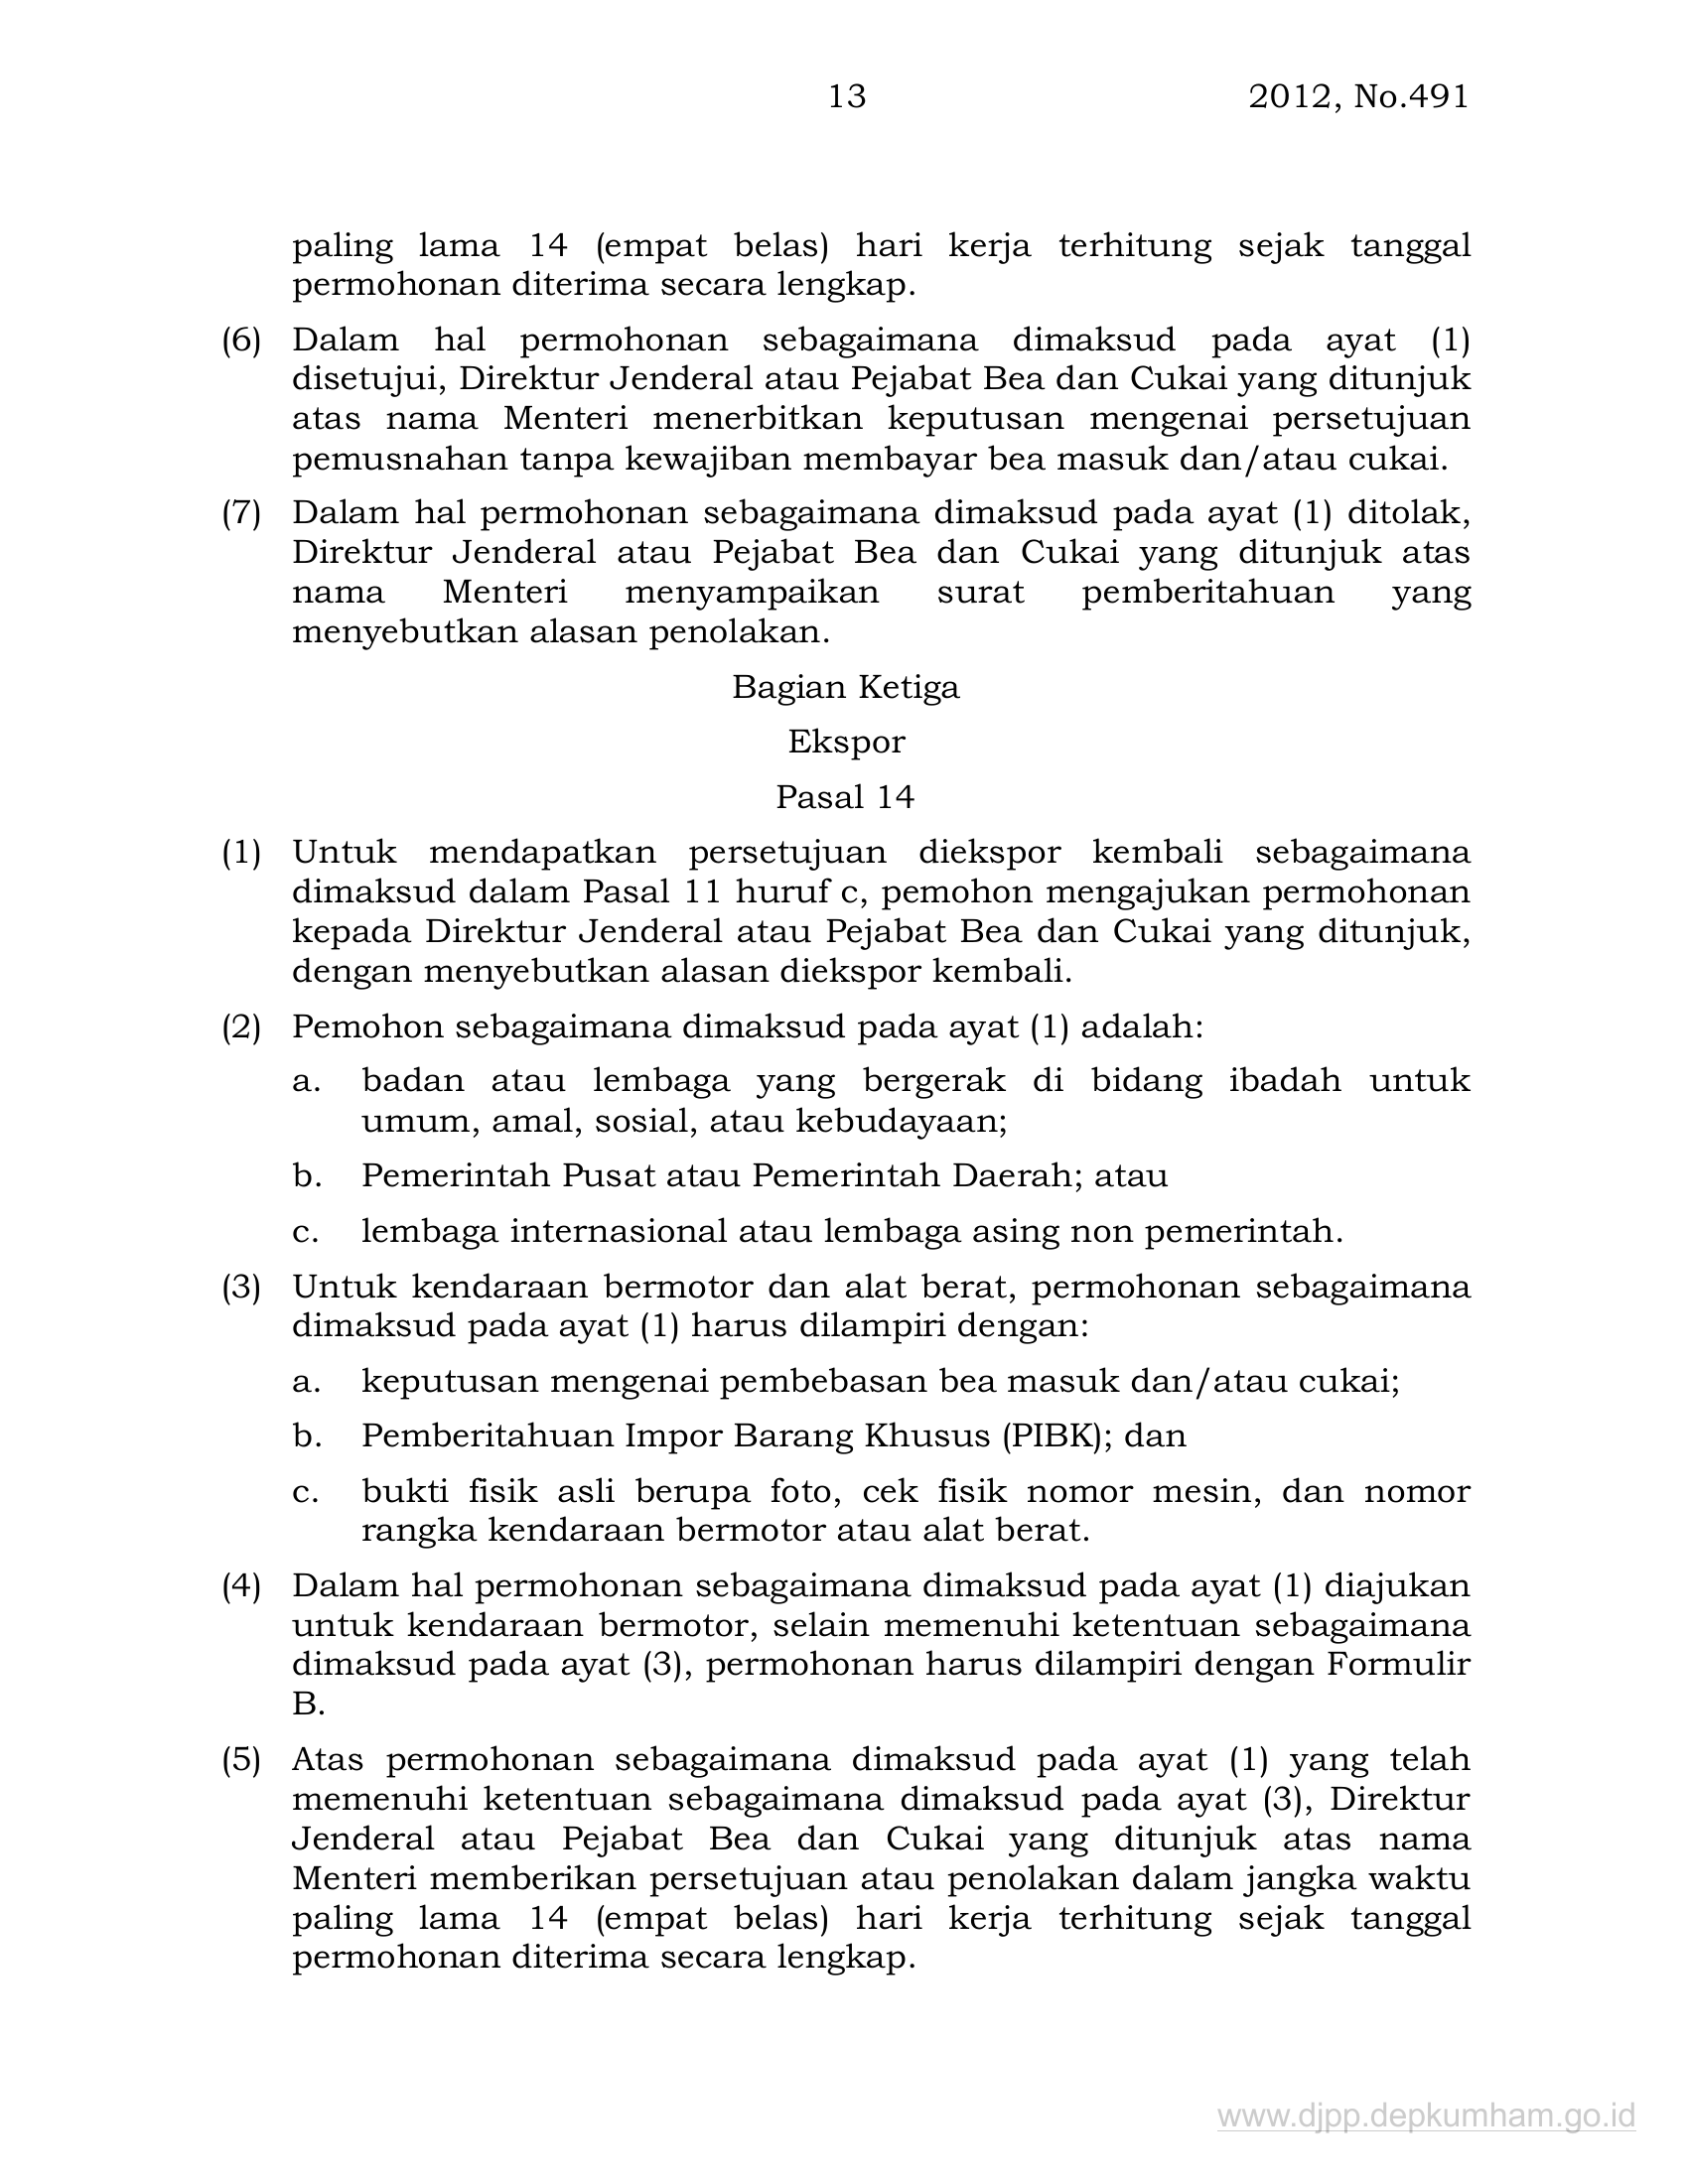 13
2012, No.491
paling lama 14 (empat belas) hari kerja terhitung sejak tanggal
permohonan diterima secara lengkap.
(6) Dalam hal permohonan sebagaimana dimaksud pada ayat (1)
disetujui, Direktur Jenderal atau Pejabat Bea dan Cukai yang ditunjuk
atas nama Menteri menerbitkan keputusan mengenai persetujuan
pemusnahan tanpa kewajiban membayar bea masuk dan/atau cukai.
(7) Dalam hal permohonan sebagaimana dimaksud pada ayat (1) ditolak,
Direktur Jenderal atau Pejabat Bea dan Cukai yang ditunjuk atas
nama Menteri menyampaikan surat pemberitahuan yang
menyebutkan alasan penolakan.
Bagian Ketiga
Ekspor
Pasal 14
(1) Untuk mendapatkan persetujuan diekspor kembali sebagaimana
dimaksud dalam Pasal 11 huruf c, pemohon mengajukan permohonan
kepada Direktur Jenderal atau Pejabat Bea dan Cukai yang ditunjuk,
dengan menyebutkan alasan diekspor kembali.
(2) Pemohon sebagaimana dimaksud pada ayat (1) adalah:
a. badan atau lembaga yang bergerak di bidang ibadah untuk
umum, amal, sosial, atau kebudayaan;
b. Pemerintah Pusat atau Pemerintah Daerah; atau
c. lembaga internasional atau lembaga asing non pemerintah.
(3) Untuk kendaraan bermotor dan alat berat, permohonan sebagaimana
dimaksud pada ayat (1) harus dilampiri dengan:
a. keputusan mengenai pembebasan bea masuk dan/atau cukai;
b. Pemberitahuan Impor Barang Khusus (PIBK); dan
c. bukti fisik asli berupa foto, cek fisik nomor mesin, dan nomor
rangka kendaraan bermotor atau alat berat.
(4) Dalam hal permohonan sebagaimana dimaksud pada ayat (1) diajukan
untuk kendaraan bermotor, selain memenuhi ketentuan sebagaimana
dimaksud pada ayat (3), permohonan harus dilampiri dengan Formulir
B.
(5) Atas permohonan sebagaimana dimaksud pada ayat (1) yang telah
memenuhi ketentuan sebagaimana dimaksud pada ayat (3), Direktur
Jenderal atau Pejabat Bea dan Cukai yang ditunjuk atas nama
Menteri memberikan persetujuan atau penolakan dalam jangka waktu
paling lama 14 (empat belas) hari kerja terhitung sejak tanggal
permohonan diterima secara lengkap.
www.djpp.depkumham.go.id